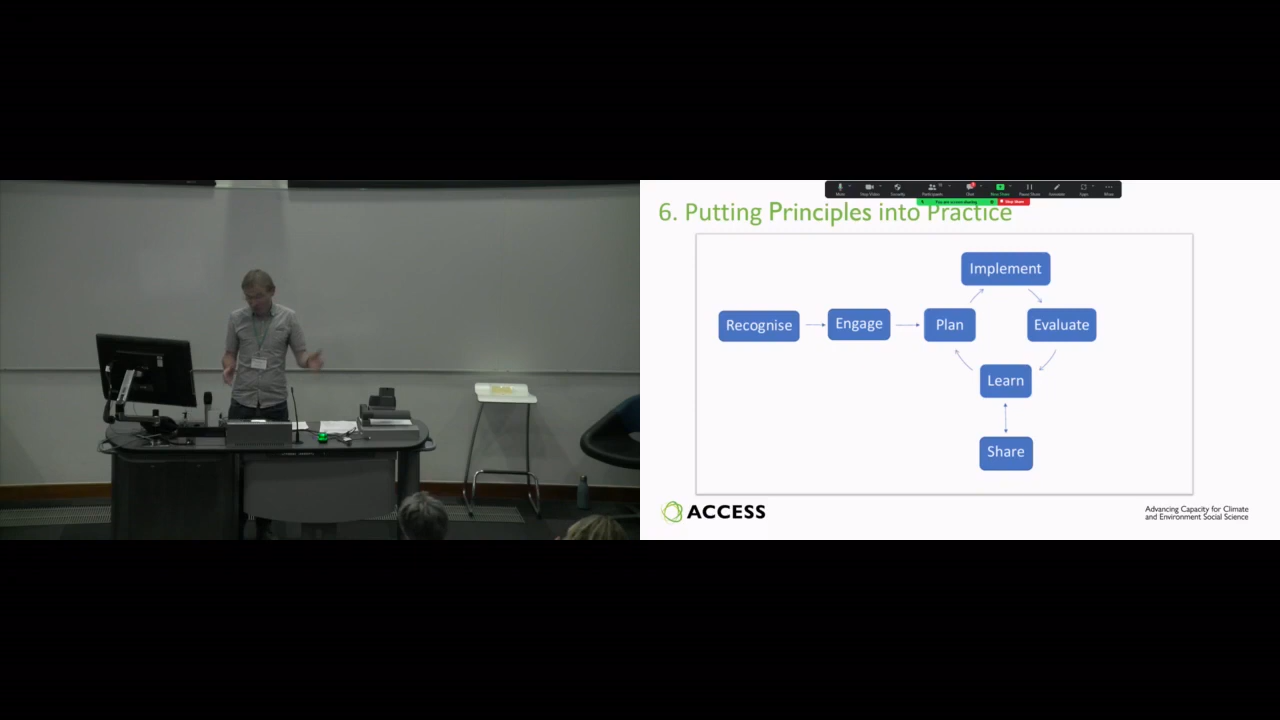 6. Putting Principles into Practice
Implement
Recognise
Engage
Plan
Evaluate
Learn
Share
ACCESS
Advancing Capacity for Climate
and Environment Social Science